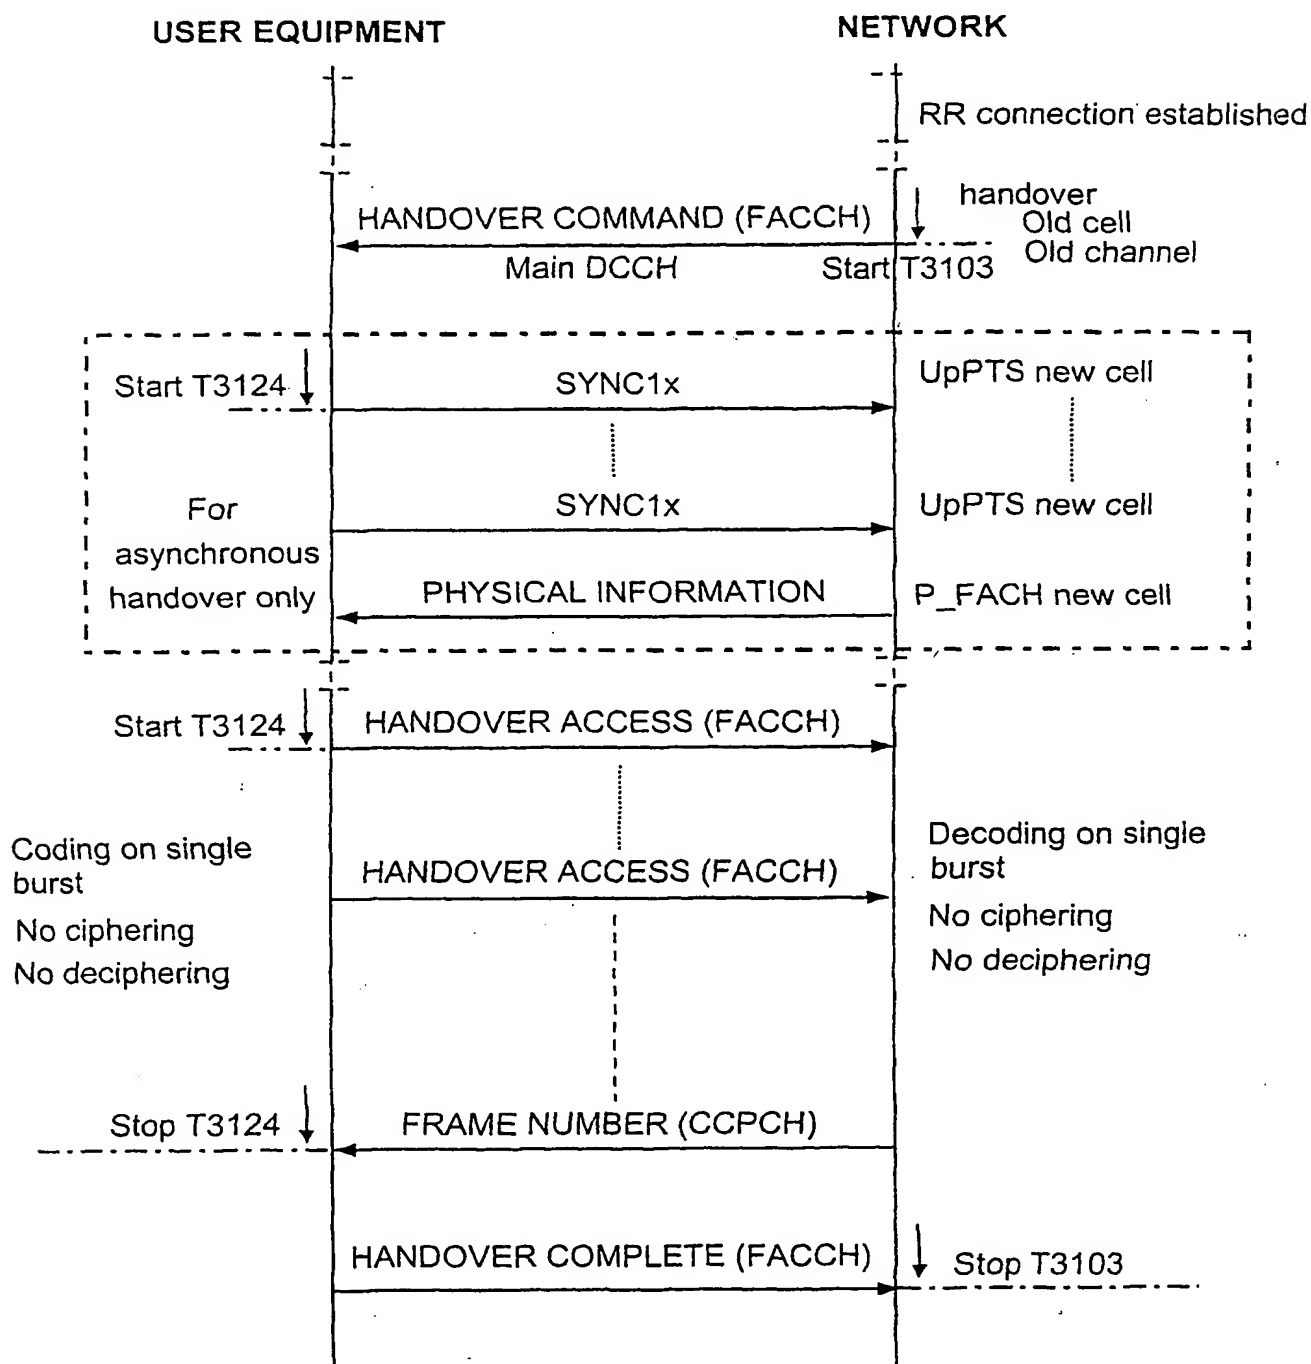 USER EQUIPMENT
NETWORK
RR connection established
HANDOVER COMMAND (FACCH)
handover
Old cell
Old channel
Main DCCH
Start T3103
Start T3124
SYNC1x
UpPTS new cell
For
asynchronous
handover only
SYNC1x
UpPTS new cell
PHYSICAL INFORMATION
P_FACH new cell
Start T3124
HANDOVER ACCESS (FACCH)
Coding on single
burst
No ciphering
No deciphering
HANDOVER ACCESS (FACCH)
Decoding on single
burst
No ciphering
No deciphering
Stop T3124
FRAME NUMBER (CCPCH)
HANDOVER COMPLETE (FACCH)
Stop T3103